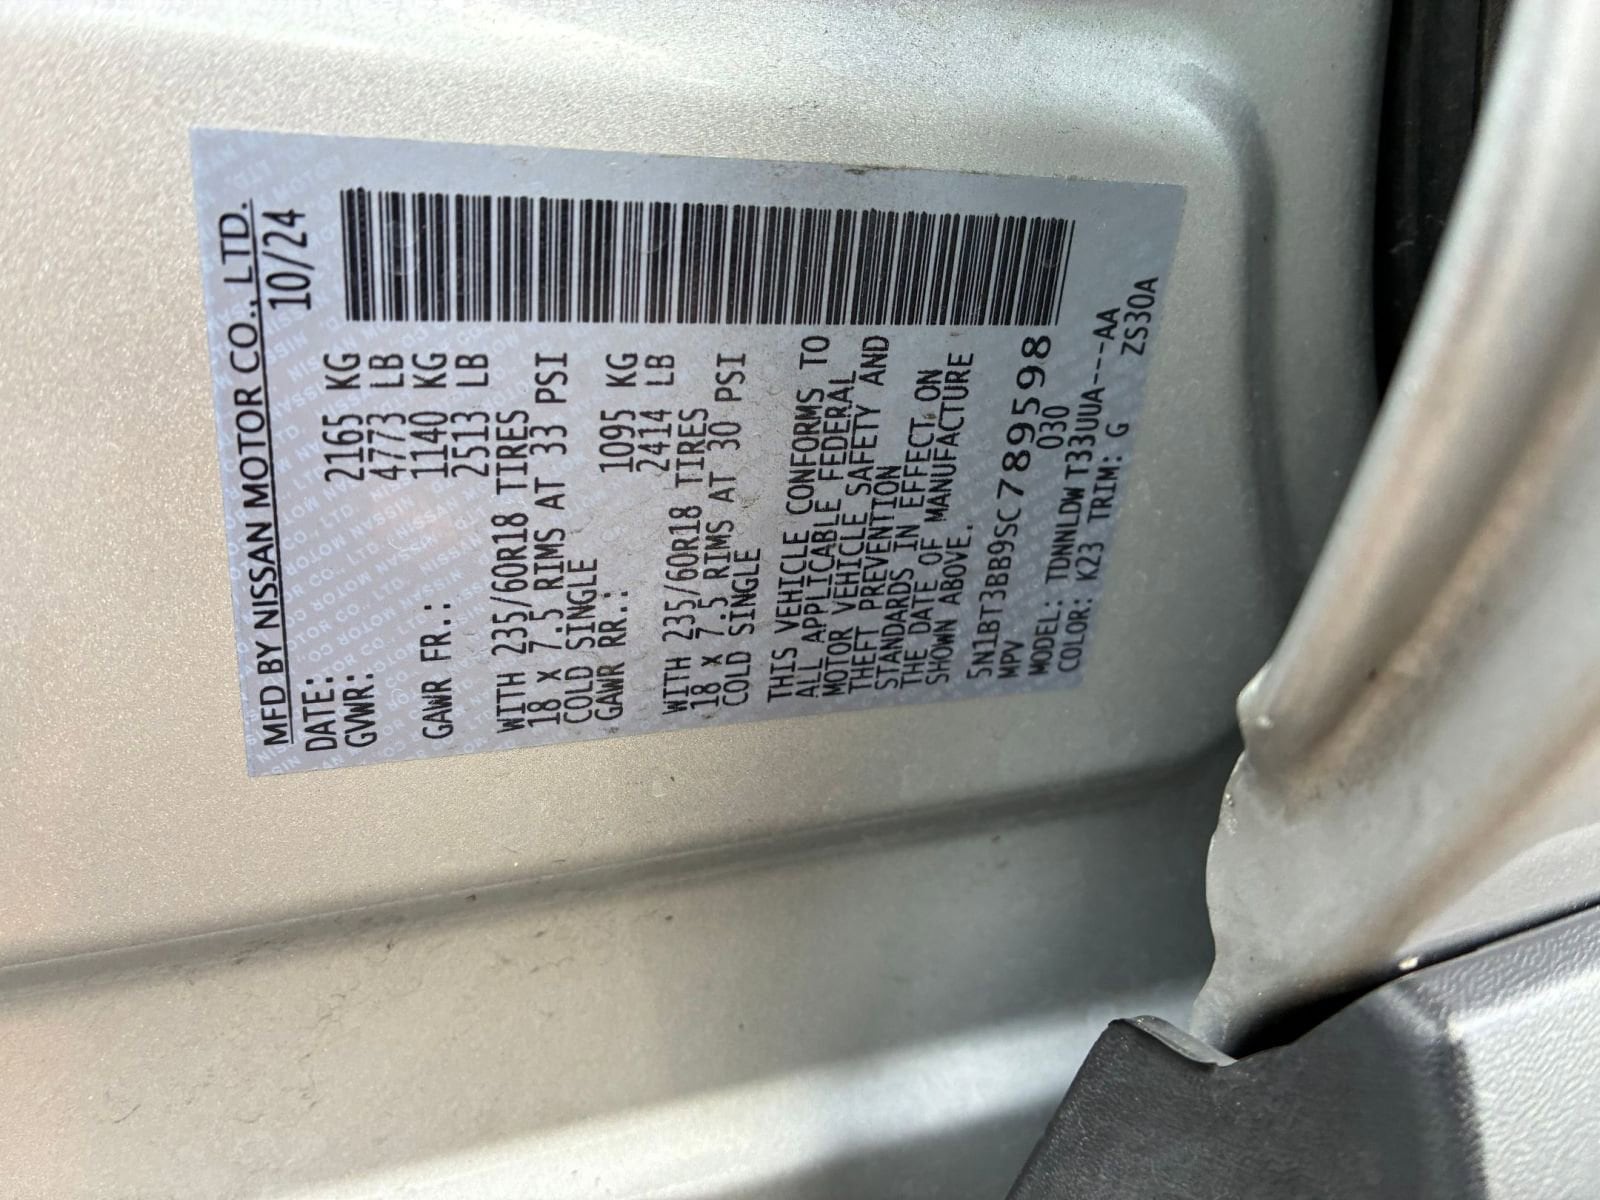 MFD BY NISSAN MOTOR CO., LTD.
DATE: 10/24
GVWR: 2165 KG
4773 LB
GAWR FR.: 1140 KG
2513 LB
WITH 235/60R18 TIRES
18 X 7.5 RIMS AT 33 PSI
COLD SINGLE
GAWR RR.: 1095 KG
2414 LB
WITH 235/60R18 TIRES
18 X 7.5 RIMS AT 30 PSI
COLD SINGLE
THIS VEHICLE CONFORMS TO
ALL APPLICABLE FEDERAL
MOTOR VEHICLE SAFETY AND
THEFT PREVENTION
STANDARDS IN EFFECT ON
THE DATE OF MANUFACTURE
SHOWN ABOVE.
5N1BT3BB9SC789598
MPV 030
MODEL: TDNNLDW T33UUA---AA
COLOR: K23 TRIM: G ZS30A